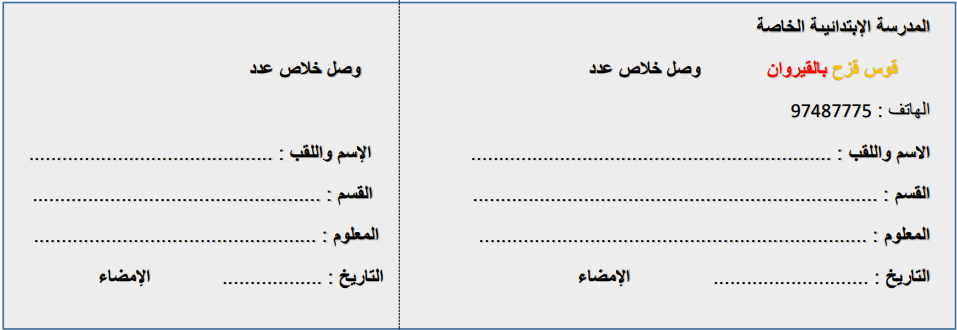 المدرسة الإبتدائيىة الخاصة
قوس قزح بالقيروان وصل خلاص عدد
الهاتف : 97487775
الاسم واللقب : .................................................................
القسم : .........................................................................
المعلوم : ......................................................................
التاريخ : ............................ الإمضاء
وصل خلاص عدد
الإسم واللقب : ............................................
القسم : ....................................................
المعلوم : ...................................................
التاريخ : .................. الإمضاء